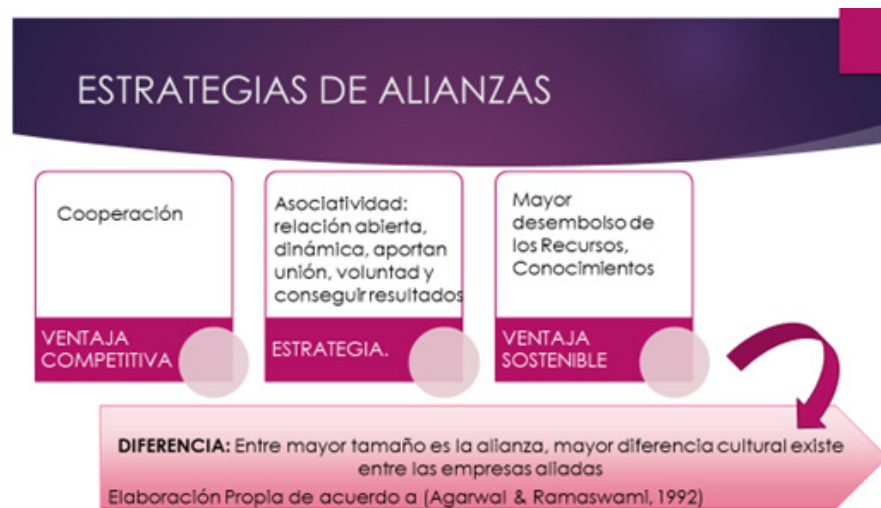 ESTRATEGIAS DE ALIANZAS
Cooperación
VENTAJA
COMPETITIVA
Asociatividad:
relación abierta,
dinámica, aportan
unión, voluntad y
conseguir resultados
ESTRATEGIA.
Mayor
desembolso de
los Recursos,
Conocimientos
VENTAJA
SOSTENIBLE
DIFERENCIA: Entre mayor tamaño es la alianza, mayor diferencia cultural existe
entre las empresas aliadas
Elaboración Propia de acuerdo a (Agarwal & Ramaswami, 1992)